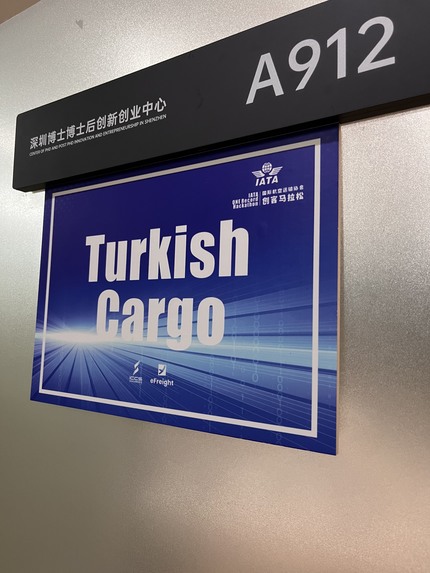 A912
深圳博士博士后创新创业中心
CENTER OF PHD AND POST PHD INNOVATION AND ENTREPRENEURSHIP IN SHENZHEN
IATA
IATA
ONE Record
Hackathon
国际航空运输协会
创客马拉松
Turkish
Cargo
eFreight